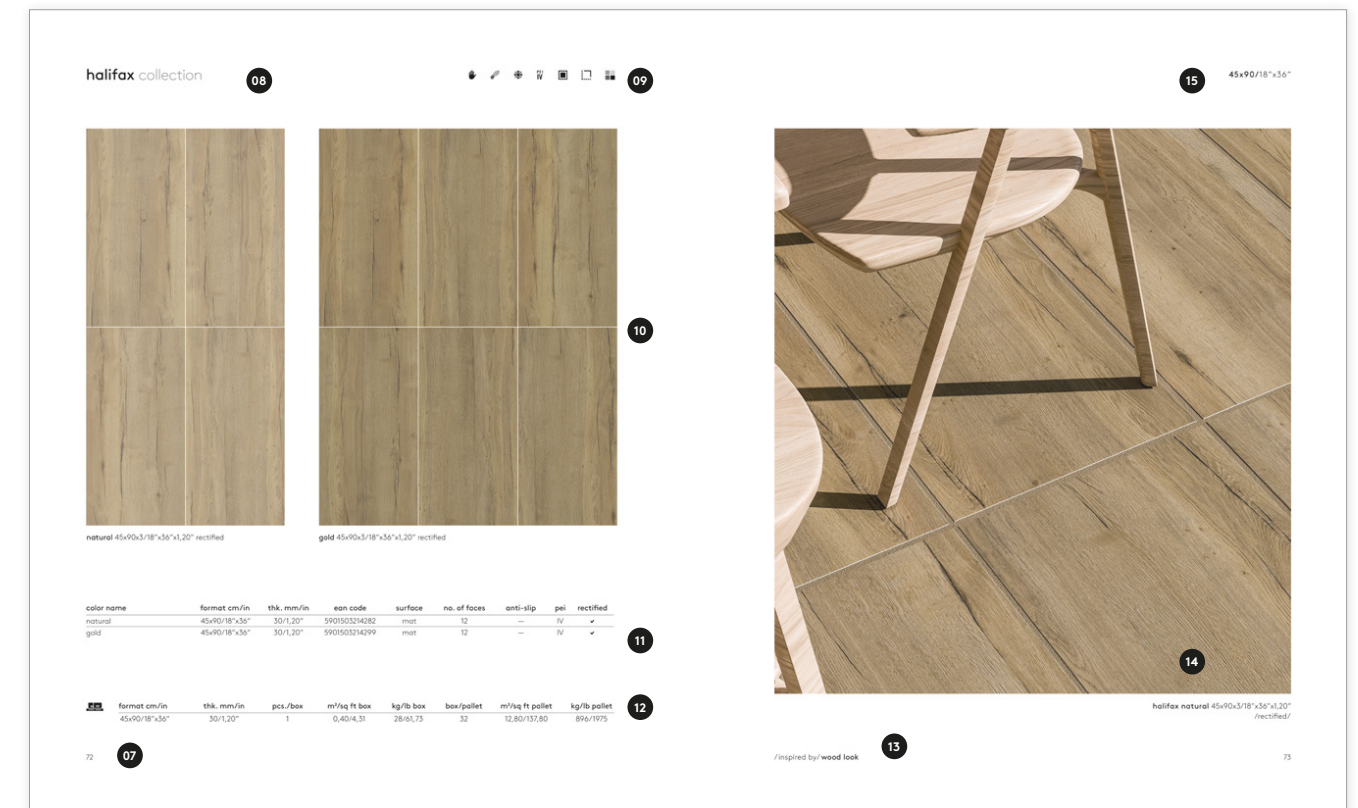 halifax collection
08
PEI
IV
09
15
45x90/18"x36"
10
natural 45x90x3/18"x36"x1,20" rectified
gold 45x90x3/18"x36"x1,20" rectified
color name format cm/in thk. mm/in ean code surface no. of faces anti-slip pei rectified
natural 45x90/18"x36" 30/1,20" 5901503214282 mat 12 — IV ✓
gold 45x90/18"x36" 30/1,20" 5901503214299 mat 12 — IV ✓
11
format cm/in thk. mm/in pcs./box m²/sq ft box kg/lb box box/pallet m²/sq ft pallet kg/lb pallet
45x90/18"x36" 30/1,20" 1 0,40/4,31 28/61,73 32 12,80/137,80 896/1975
12
72
07
14
halifax natural 45x90x3/18"x36"x1,20"
/rectified/
/inspired by/wood look
13
73